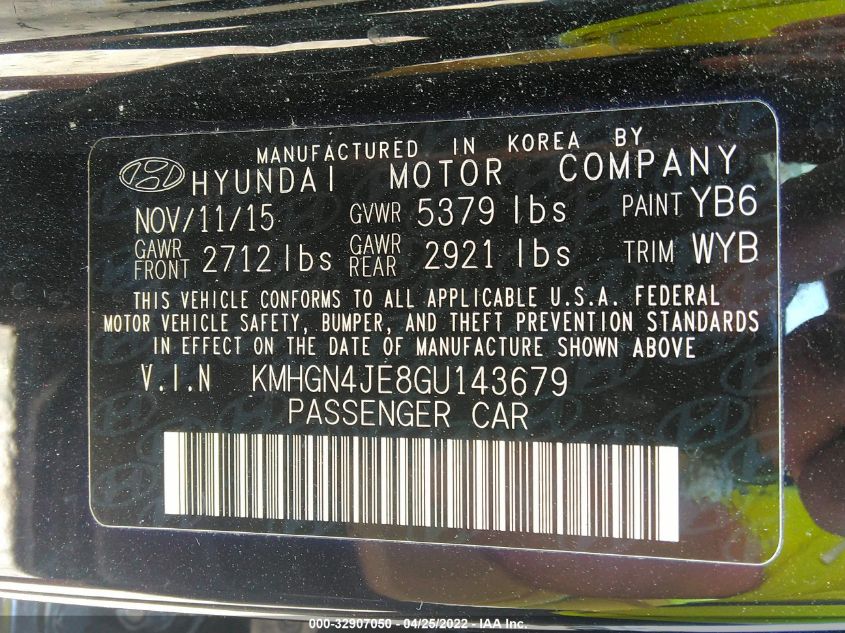 MANUFACTURED IN KOREA BY
HYUNDAI MOTOR COMPANY
NOV/11/15 GVWR 5379 lbs PAINT YB6
GAWR FRONT 2712 lbs GAWR REAR 2921 lbs TRIM WYB
THIS VEHICLE CONFORMS TO ALL APPLICABLE U.S.A. FEDERAL
MOTOR VEHICLE SAFETY, BUMPER, AND THEFT PREVENTION STANDARDS
IN EFFECT ON THE DATE OF MANUFACTURE SHOWN ABOVE
V.I.N KMHGN4JE8GU143679
PASSENGER CAR
000-32907050 - 04/25/2022 - IAA Inc.